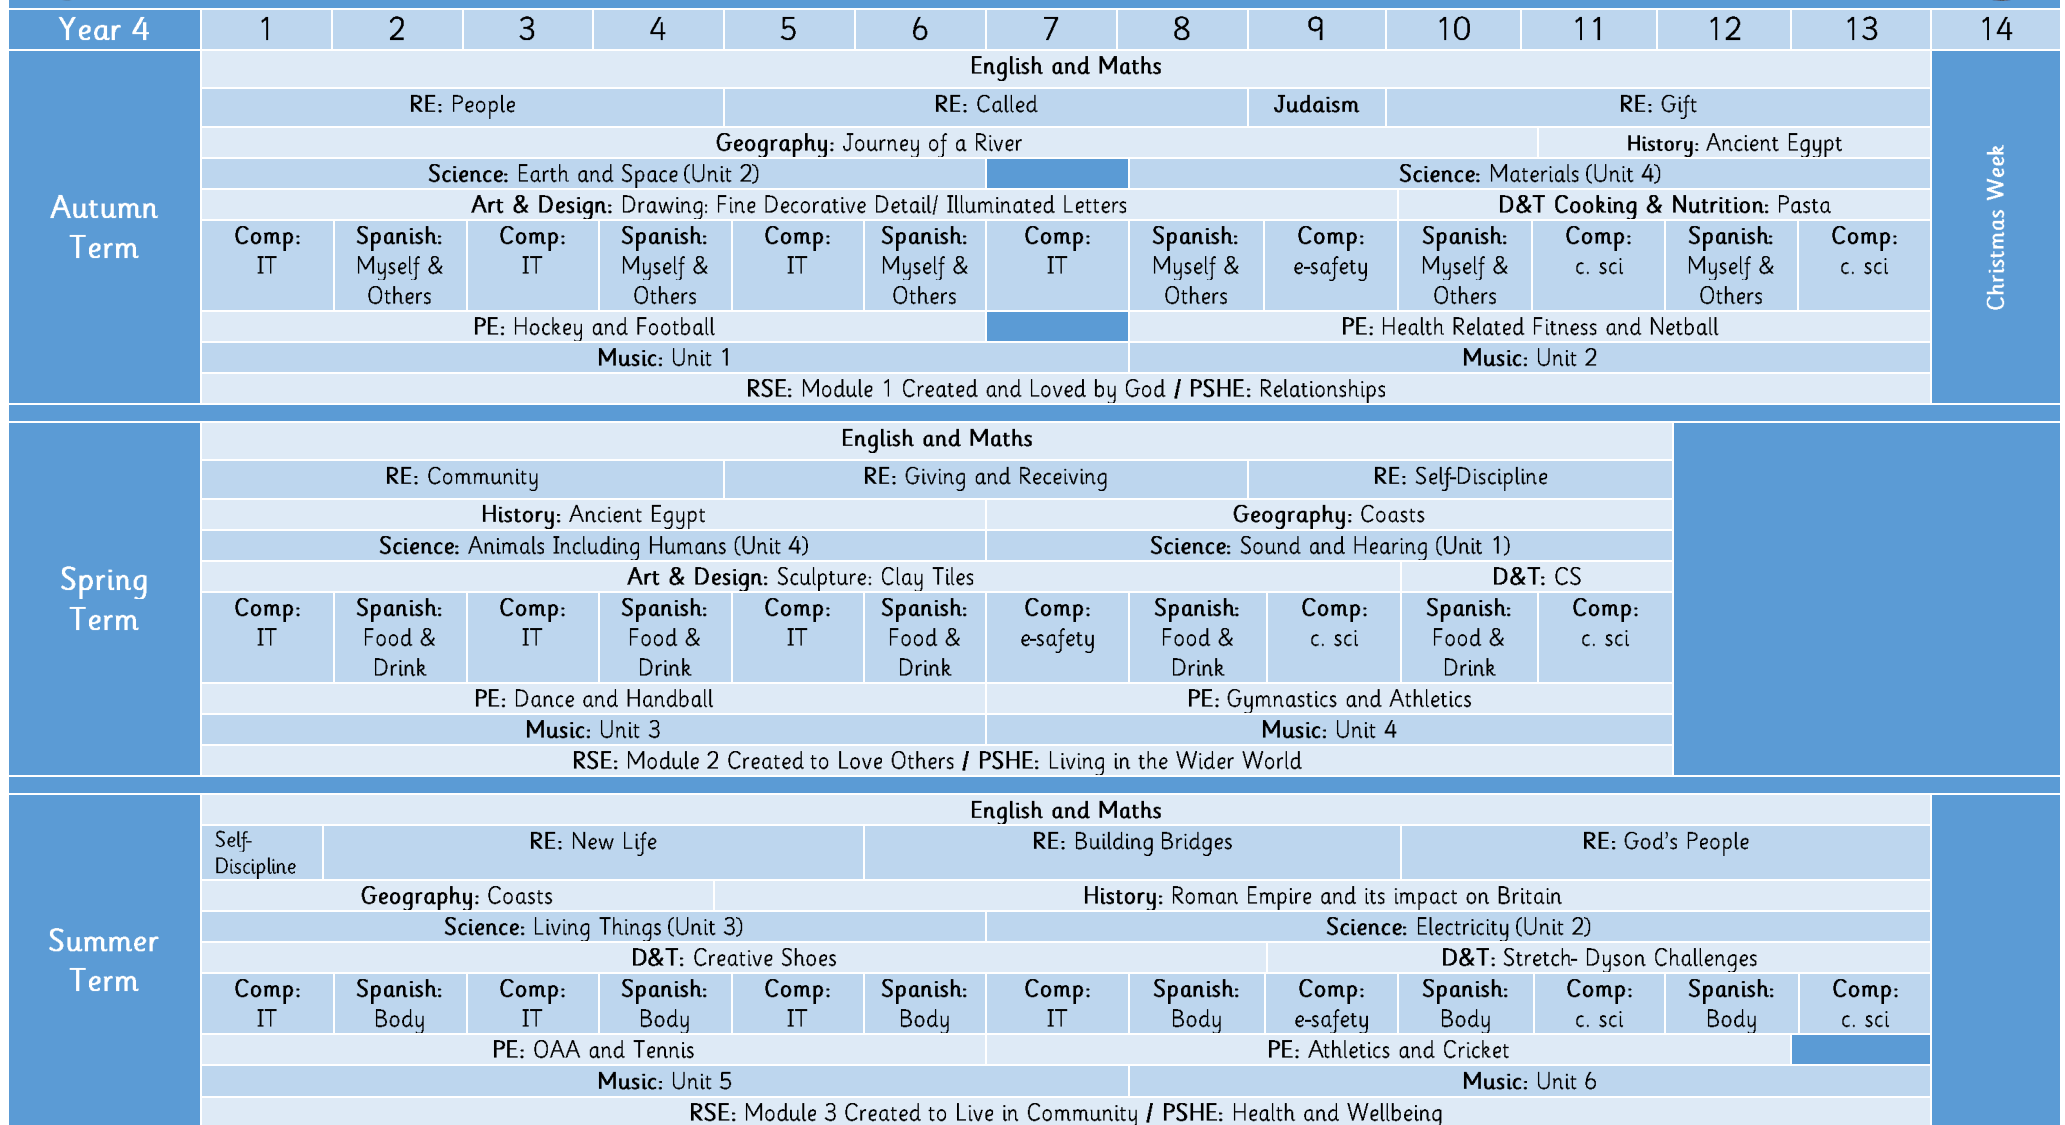 Year 4 1 2 3 4 5 6 7 8 9 10 11 12 13 14
Autumn
Term
English and Maths
RE: People RE: Called Judaism RE: Gift
Geography: Journey of a River History: Ancient Egypt
Science: Earth and Space (Unit 2) Science: Materials (Unit 4)
Art & Design: Drawing: Fine Decorative Detail/ Illuminated Letters D&T Cooking & Nutrition: Pasta
Comp: Spanish: Comp: Spanish: Comp: Spanish: Comp: Spanish: Comp: Spanish: Comp: Spanish: Comp:
IT Myself & IT Myself & IT Myself & IT Myself & e-safety Myself & c. sci Myself & c. sci
Others Others Others Others Others Others
PE: Hockey and Football PE: Health Related Fitness and Netball
Music: Unit 1 Music: Unit 2
RSE: Module 1 Created and Loved by God / PSHE: Relationships
Christmas Week
Spring
Term
English and Maths
RE: Community RE: Giving and Receiving RE: Self-Discipline
History: Ancient Egypt Geography: Coasts
Science: Animals Including Humans (Unit 4) Science: Sound and Hearing (Unit 1)
Art & Design: Sculpture: Clay Tiles D&T: CS
Comp: Spanish: Comp: Spanish: Comp: Spanish: Comp: Spanish: Comp: Spanish: Comp:
IT Food & IT Food & IT Food & e-safety Food & c. sci Food & c. sci
Drink Drink Drink Drink Drink
PE: Dance and Handball PE: Gymnastics and Athletics
Music: Unit 3 Music: Unit 4
RSE: Module 2 Created to Love Others / PSHE: Living in the Wider World
Summer
Term
English and Maths
Self- RE: New Life RE: Building Bridges RE: God's People
Discipline
Geography: Coasts History: Roman Empire and its impact on Britain
Science: Living Things (Unit 3) Science: Electricity (Unit 2)
D&T: Creative Shoes D&T: Stretch- Dyson Challenges
Comp: Spanish: Comp: Spanish: Comp: Spanish: Comp: Spanish: Comp: Spanish: Comp: Spanish: Comp:
IT Body IT Body IT Body IT Body e-safety Body c. sci Body c. sci
PE: OAA and Tennis PE: Athletics and Cricket
Music: Unit 5 Music: Unit 6
RSE: Module 3 Created to Live in Community / PSHE: Health and Wellbeing